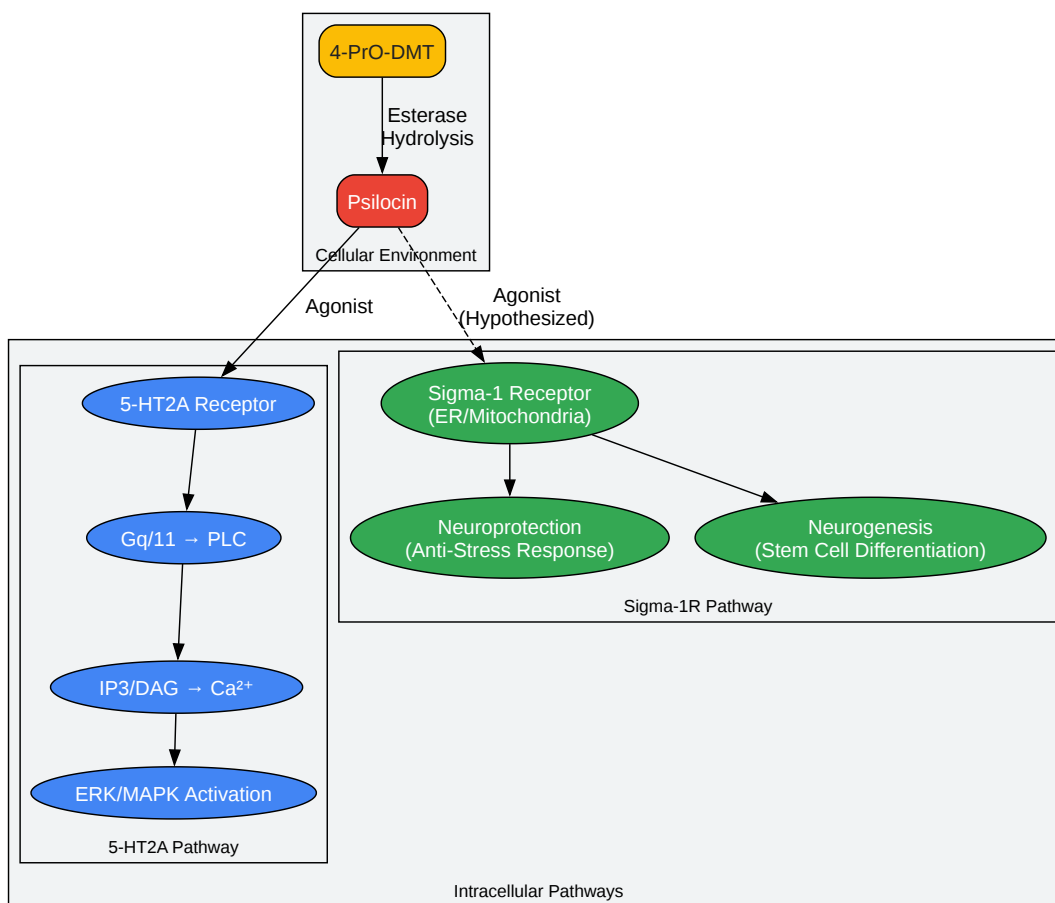 4-PrO-DMT
Esterase
Hydrolysis
Psilocin
Cellular Environment
Agonist
Agonist
(Hypothesized)
5-HT2A Receptor
Sigma-1 Receptor
(ER/Mitochondria)
Gq/11 → PLC
Neuroprotection
(Anti-Stress Response)
Neurogenesis
(Stem Cell Differentiation)
Sigma-1R Pathway
IP3/DAG → Ca²⁺
ERK/MAPK Activation
5-HT2A Pathway
Intracellular Pathways